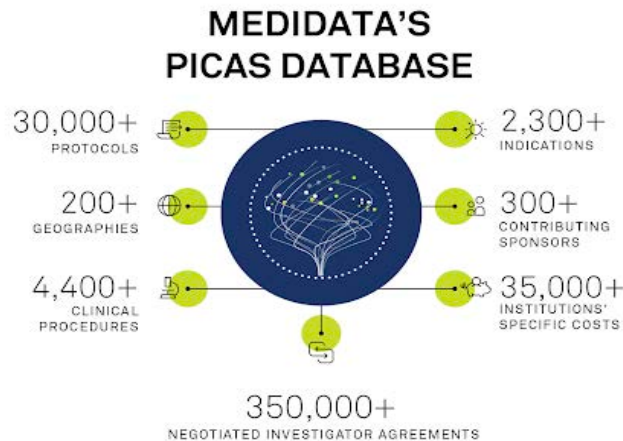 MEDIDATA'S
PICAS DATABASE
30,000+
PROTOCOLS
2,300+
INDICATIONS
200+
GEOGRAPHIES
300+
CONTRIBUTING
SPONSORS
4,400+
CLINICAL
PROCEDURES
35,000+
INSTITUTIONS'
SPECIFIC COSTS
350,000+
NEGOTIATED INVESTIGATOR AGREEMENTS